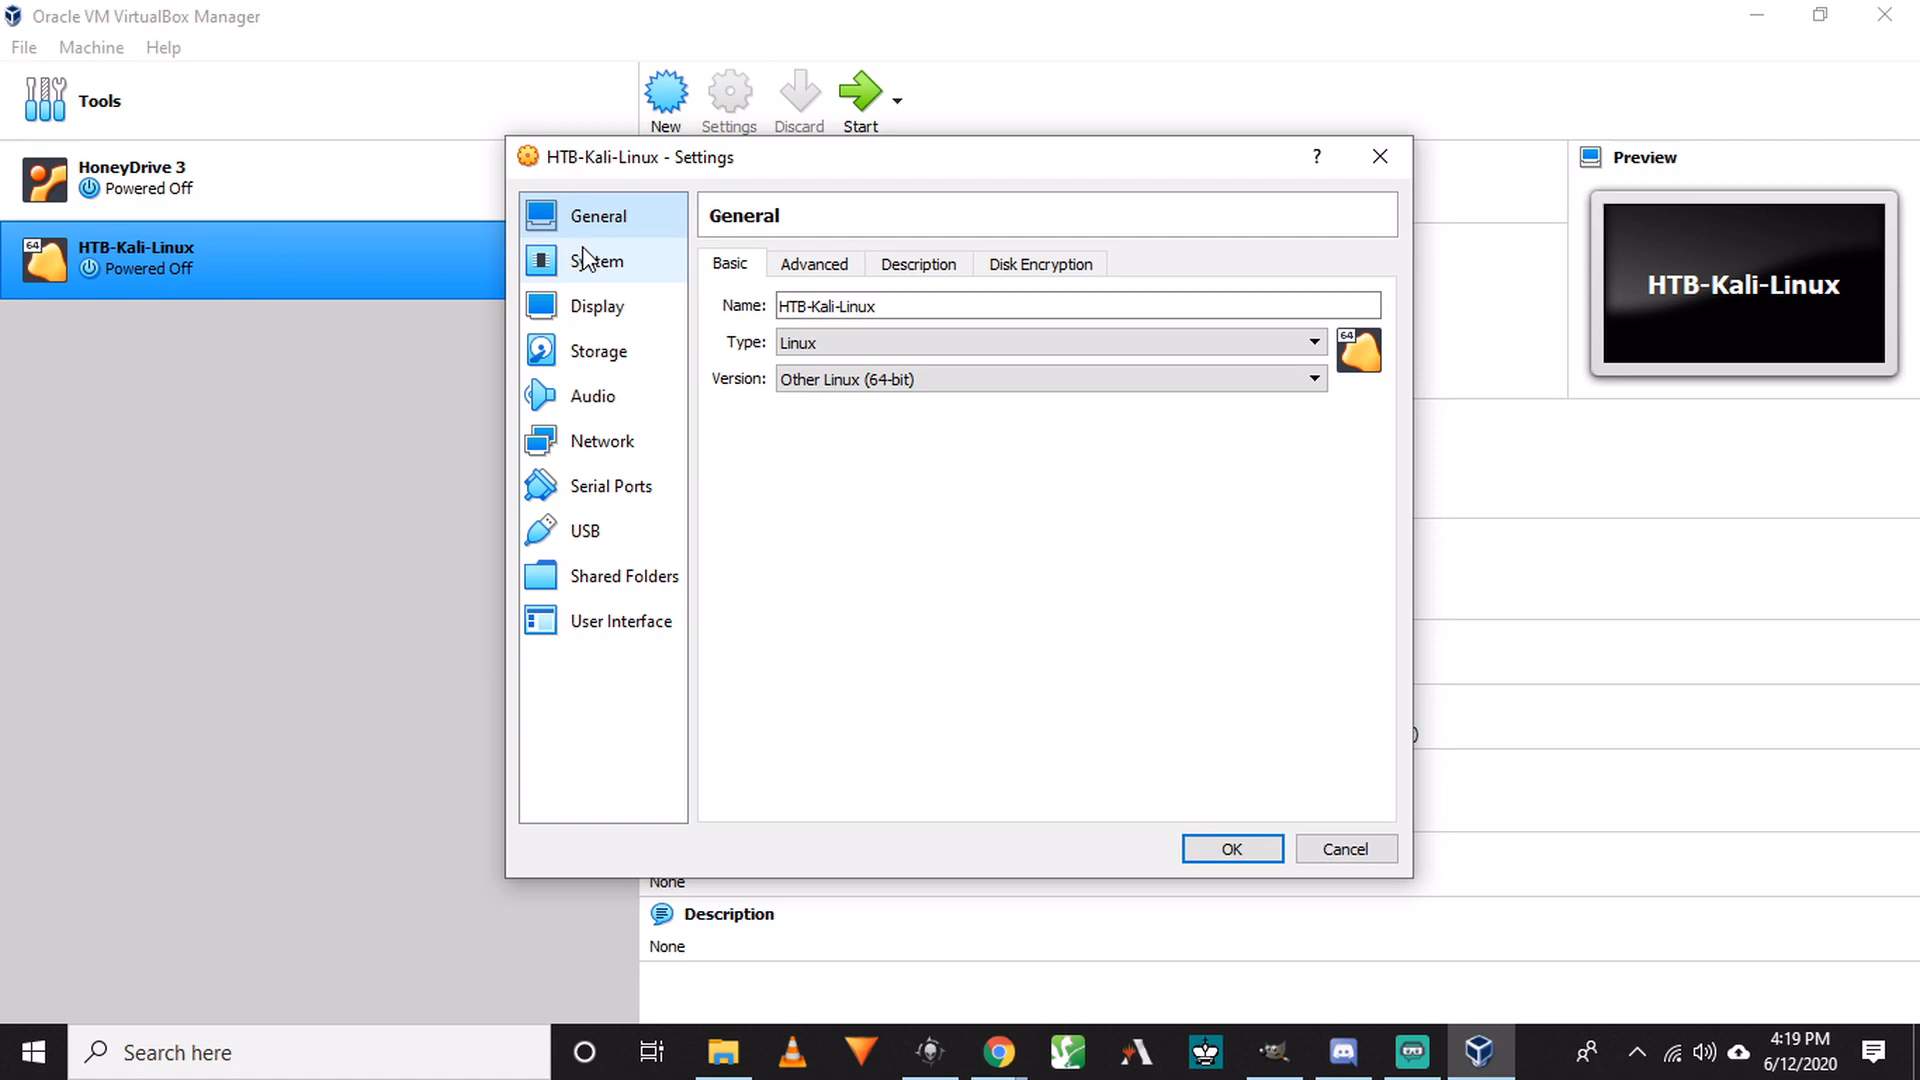 Oracle VM VirtualBox Manager
File Machine Help
Tools
New Settings Discard Start
HoneyDrive 3
Powered Off
64
HTB-Kali-Linux
Powered Off
HTB-Kali-Linux - Settings
?
General
System
Display
Storage
Audio
Network
Serial Ports
USB
Shared Folders
User Interface
General
Basic Advanced Description Disk Encryption
Name: HTB-Kali-Linux
Type: Linux
64
Version: Other Linux (64-bit)
OK Cancel
Preview
HTB-Kali-Linux
)
None
Description
None
Search here
4:19 PM
6/12/2020